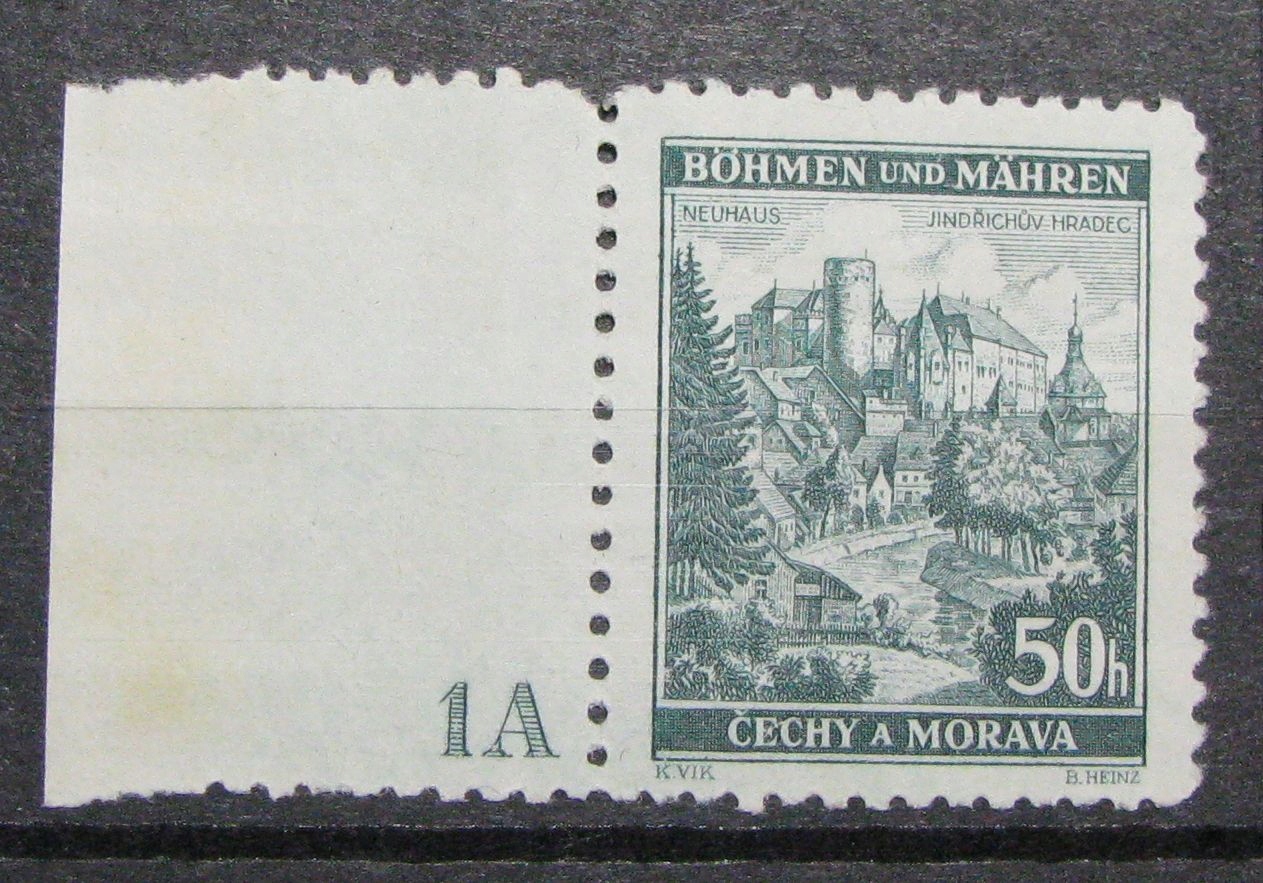 BÖHMEN UND MÄHREN
NEUHAUS JINDŘICHŮV HRADEC
50h
ČECHY A MORAVA
K.VIK B. HEINZ
1A